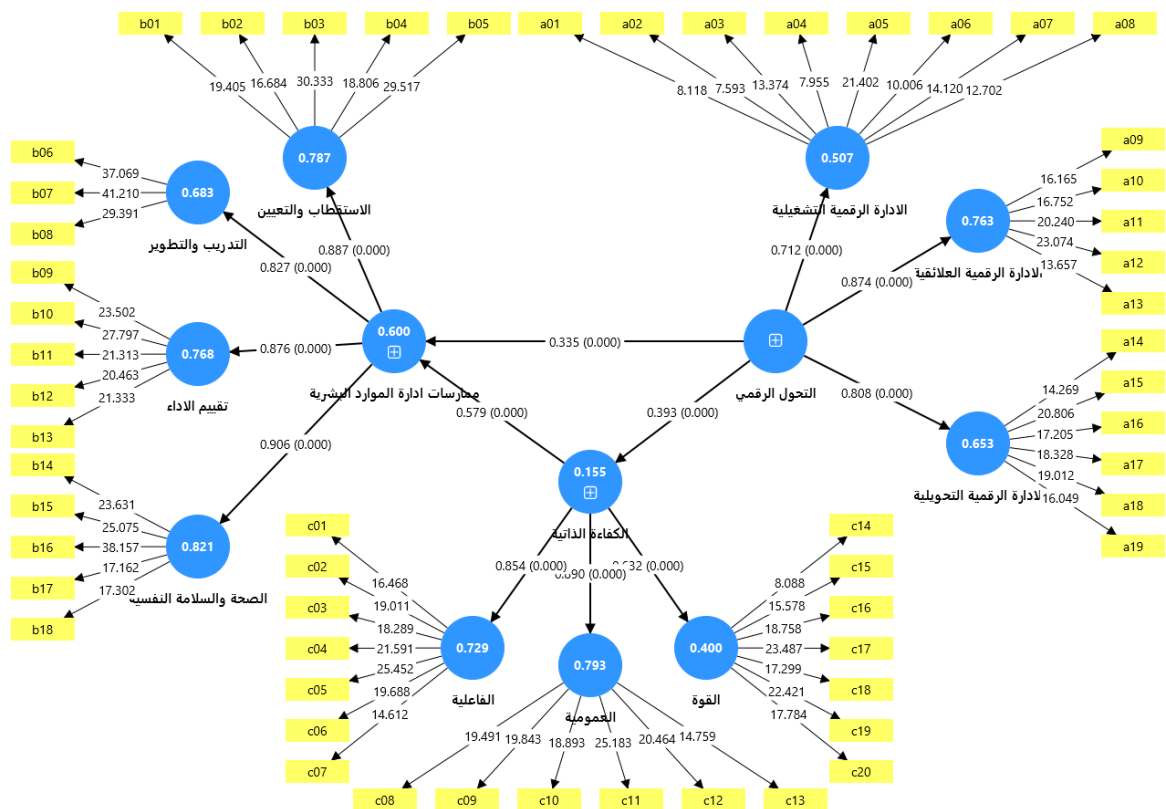 b01
b02
b03
b04
b05
a01
a02
a03
a04
a05
a06
a07
a08
19.405
16.684
30.333
18.806
29.517
8.118
7.593
13.374
7.955
21.402
10.006
14.120
12.702
b06
b07
b08
37.069
41.210
29.391
0.683
التدريب والتطوير
0.787
الاستقطاب والتعيين
0.507
الادارة الرقمية التشغيلية
a09
a10
a11
a12
a13
16.165
16.752
20.240
23.074
13.657
0.763
الادارة الرقمية العلائقية
0.887 (0.000)
0.827 (0.000)
0.712 (0.000)
0.874 (0.000)
b09
b10
b11
b12
b13
23.502
27.797
21.313
20.463
21.333
0.768
تقييم الاداء
0.876 (0.000)
0.600
ممارسات ادارة الموارد البشرية
0.335 (0.000)
التحول الرقمي
0.579 (0.000)
0.393 (0.000)
0.808 (0.000)
a14
a15
a16
a17
a18
a19
14.269
20.806
17.205
18.328
19.012
16.049
0.653
الادارة الرقمية التحويلية
0.906 (0.000)
b14
b15
b16
b17
b18
23.631
25.075
38.157
17.162
17.302
0.821
الصحة والسلامة النفسية
0.155
الكفاءة الذاتية
0.854 (0.000)
0.890 (0.000)
0.632 (0.000)
c01
c02
c03
c04
c05
c06
c07
16.468
19.011
18.289
21.591
25.452
19.688
14.612
0.729
الفاعلية
0.793
العمومية
0.400
القوة
c14
c15
c16
c17
c18
c19
c20
8.088
15.578
18.758
23.487
17.299
22.421
17.784
19.491
19.843
18.893
25.183
20.464
14.759
c08
c09
c10
c11
c12
c13